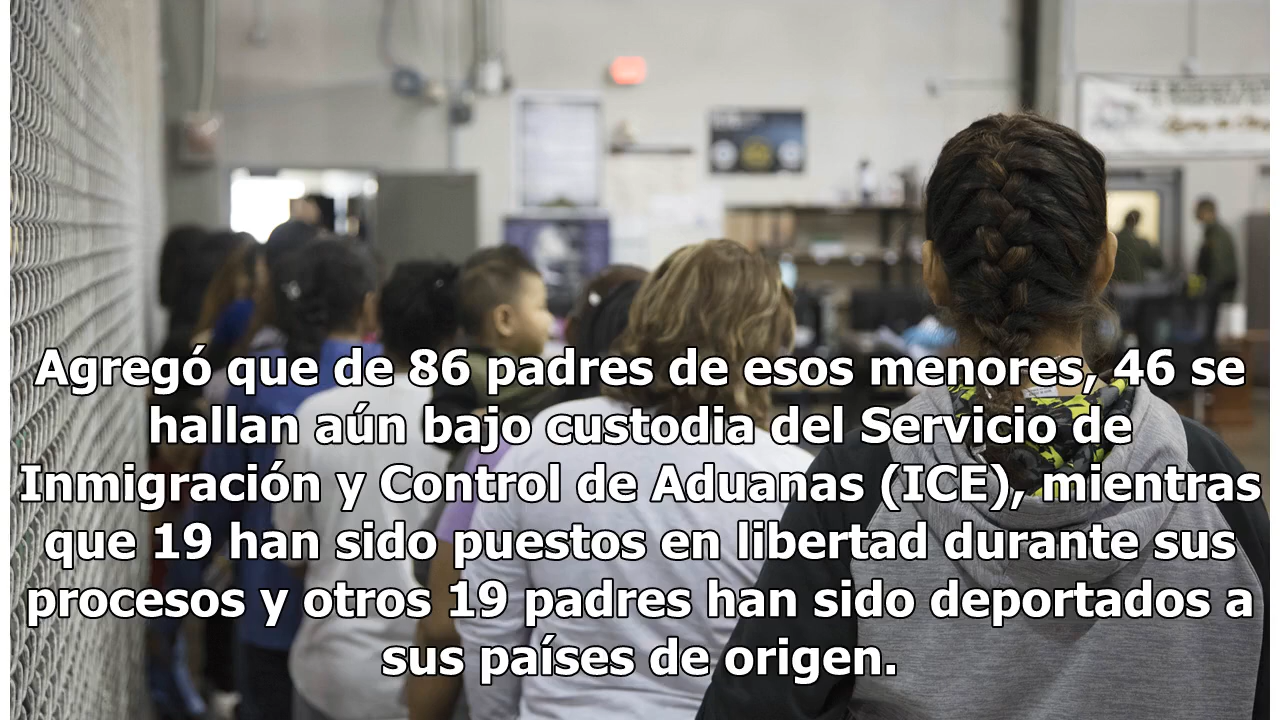 Agregó que de 86 padres de esos menores, 46 se
hallan aún bajo custodia del Servicio de
Inmigración y Control de Aduanas (ICE), mientras
que 19 han sido puestos en libertad durante sus
procesos y otros 19 padres han sido deportados a
sus países de origen.